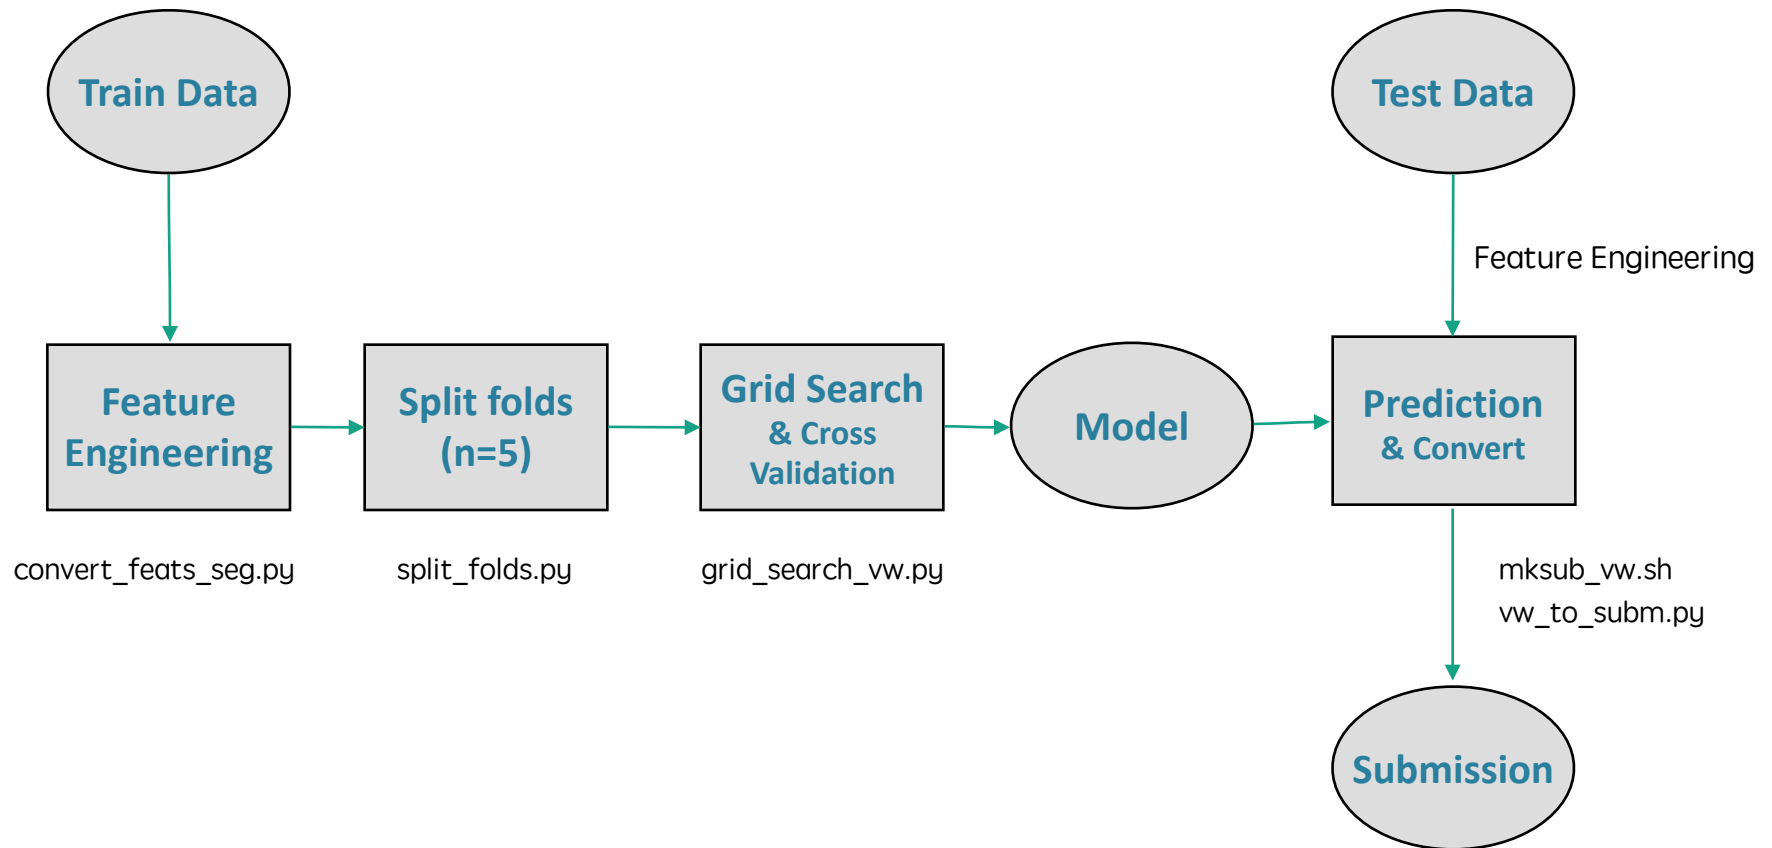 Train Data
Test Data
Feature Engineering
Feature
Engineering
Split folds
(n=5)
Grid Search
& Cross
Validation
Model
Prediction
& Convert
convert_feats_seg.py
split_folds.py
grid_search_vw.py
mksub_vw.sh
vw_to_subm.py
Submission